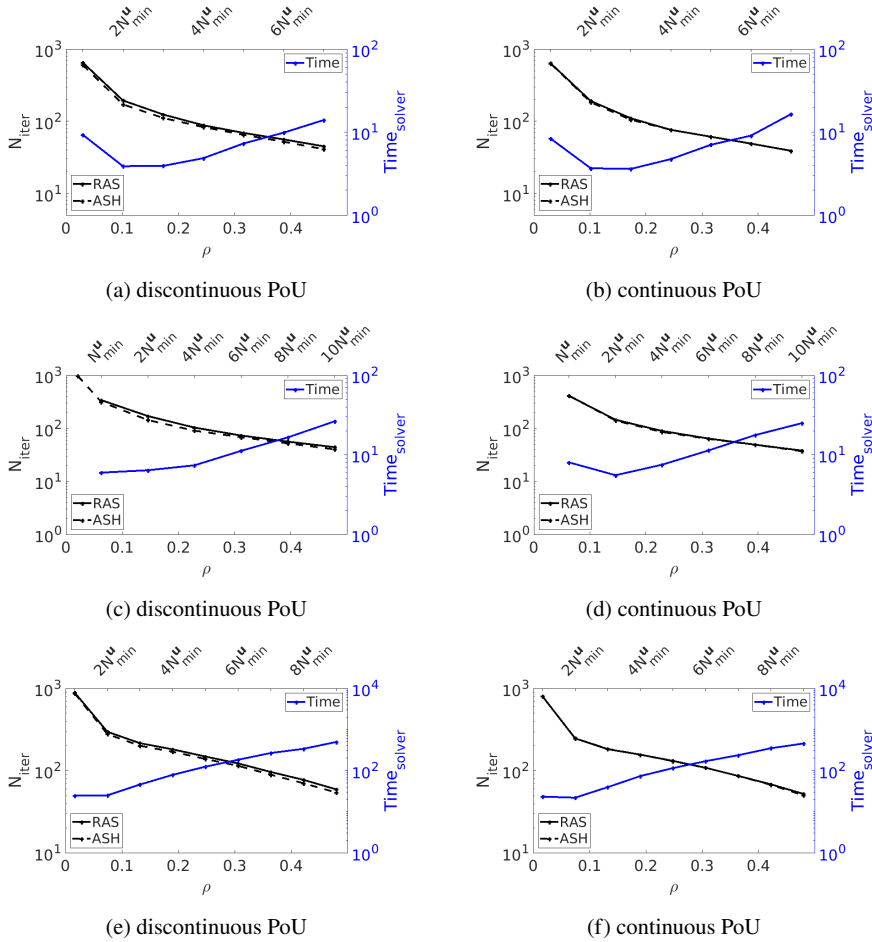 2N^u_min 4N^u_min 6N^u_min
10^3 10^2 10^1
N_iter
Time
10^2 10^1 10^0
Time_solver
RAS
ASH
0 0.1 0.2 0.3 0.4
ρ
(a) discontinuous PoU
2N^u_min 4N^u_min 6N^u_min
10^3 10^2 10^1
N_iter
Time
10^2 10^1 10^0
Time_solver
RAS
ASH
0 0.1 0.2 0.3 0.4
ρ
(b) continuous PoU
N^u_min 2N^u_min 4N^u_min 6N^u_min 8N^u_min 10N^u_min
10^3 10^2 10^1 10^0
N_iter
Time
10^2 10^1 10^0
Time_solver
RAS
ASH
0 0.1 0.2 0.3 0.4
ρ
(c) discontinuous PoU
N^u_min 2N^u_min 4N^u_min 6N^u_min 8N^u_min 10N^u_min
10^3 10^2 10^1 10^0
N_iter
Time
10^2 10^1 10^0
Time_solver
RAS
ASH
0 0.1 0.2 0.3 0.4
ρ
(d) continuous PoU
2N^u_min 4N^u_min 6N^u_min 8N^u_min
10^3 10^2 10^1
N_iter
Time
10^4 10^2 10^0
Time_solver
RAS
ASH
0 0.1 0.2 0.3 0.4
ρ
(e) discontinuous PoU
2N^u_min 4N^u_min 6N^u_min 8N^u_min
10^3 10^2 10^1
N_iter
Time
10^4 10^2 10^0
Time_solver
RAS
ASH
0 0.1 0.2 0.3 0.4
ρ
(f) continuous PoU